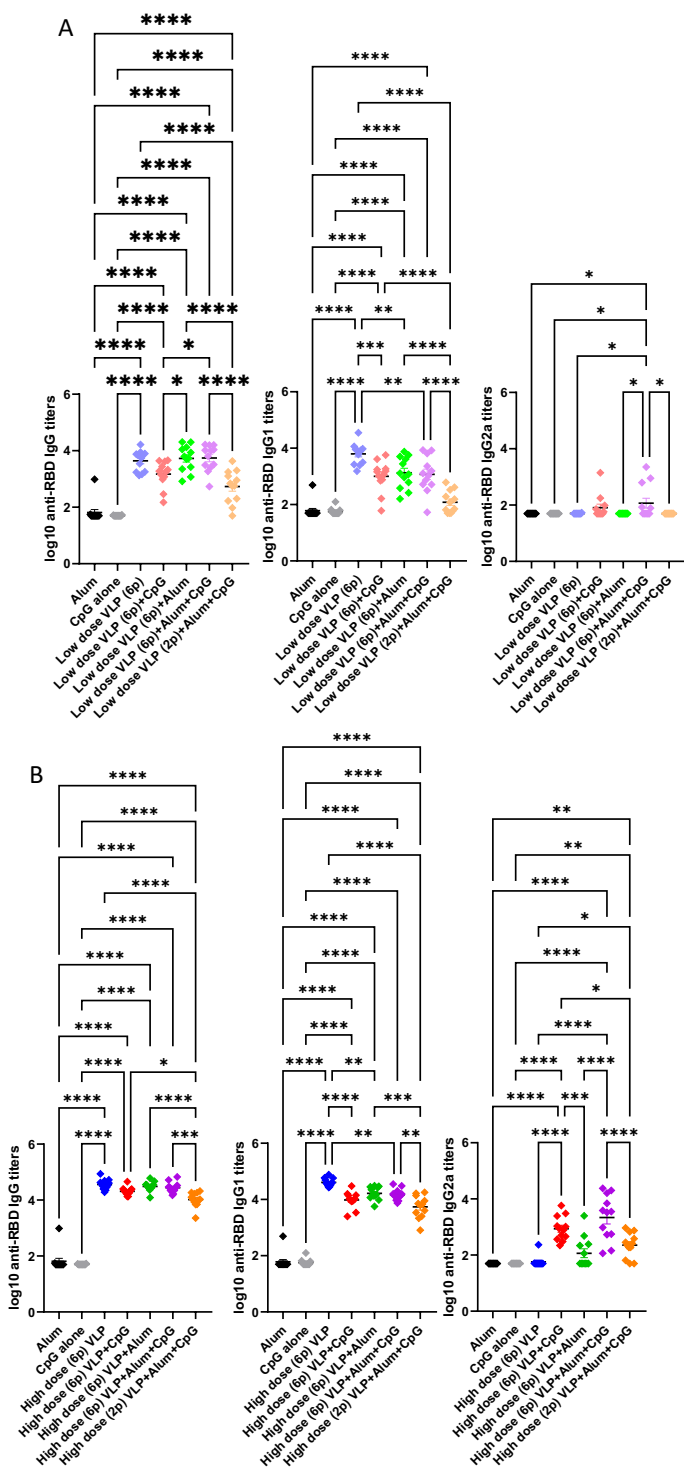 A
****
****
****
****
****
****
****
****
****
**** * ****
**** * ****
log10 anti-RBD IgG titers
6
4
2
0
Alum
CpG alone
Low dose VLP (6p)
Low dose VLP (6p)+CpG
Low dose VLP (6p)+Alum
Low dose VLP (6p)+Alum+CpG
Low dose VLP (2p)+Alum+CpG
****
****
****
****
****
****
**** ****
**** **
*** ****
**** ** ****
log10 anti-RBD IgG1 titers
6
4
2
0
Alum
CpG alone
Low dose VLP (6p)
Low dose VLP (6p)+CpG
Low dose VLP (6p)+Alum
Low dose VLP (6p)+Alum+CpG
Low dose VLP (2p)+Alum+CpG
*
*
*
* *
log10 anti-RBD IgG2a titers
6
4
2
0
Alum
CpG alone
Low dose VLP (6p)
Low dose VLP (6p)+CpG
Low dose VLP (6p)+Alum
Low dose VLP (6p)+Alum+CpG
Low dose VLP (2p)+Alum+CpG
B
****
****
****
****
****
****
****
****
**** *
**** ****
**** ***
log10 anti-RBD IgG titers
6
4
2
0
Alum
CpG alone
High dose (6p) VLP
High dose (6p) VLP+CpG
High dose (6p) VLP+Alum
High dose (6p) VLP+Alum+CpG
High dose (2p) VLP+Alum+CpG
****
****
****
****
****
****
****
****
****
**** **
**** ***
**** ** **
log10 anti-RBD IgG1 titers
6
4
2
0
Alum
CpG alone
High dose (6p) VLP
High dose (6p) VLP+CpG
High dose (6p) VLP+Alum
High dose (6p) VLP+Alum+CpG
High dose (2p) VLP+Alum+CpG
**
**
****
*
****
*
****
**** ****
**** ***
**** ****
log10 anti-RBD IgG2a titers
6
4
2
0
Alum
CpG alone
High dose (6p) VLP
High dose (6p) VLP+CpG
High dose (6p) VLP+Alum
High dose (6p) VLP+Alum+CpG
High dose (2p) VLP+Alum+CpG